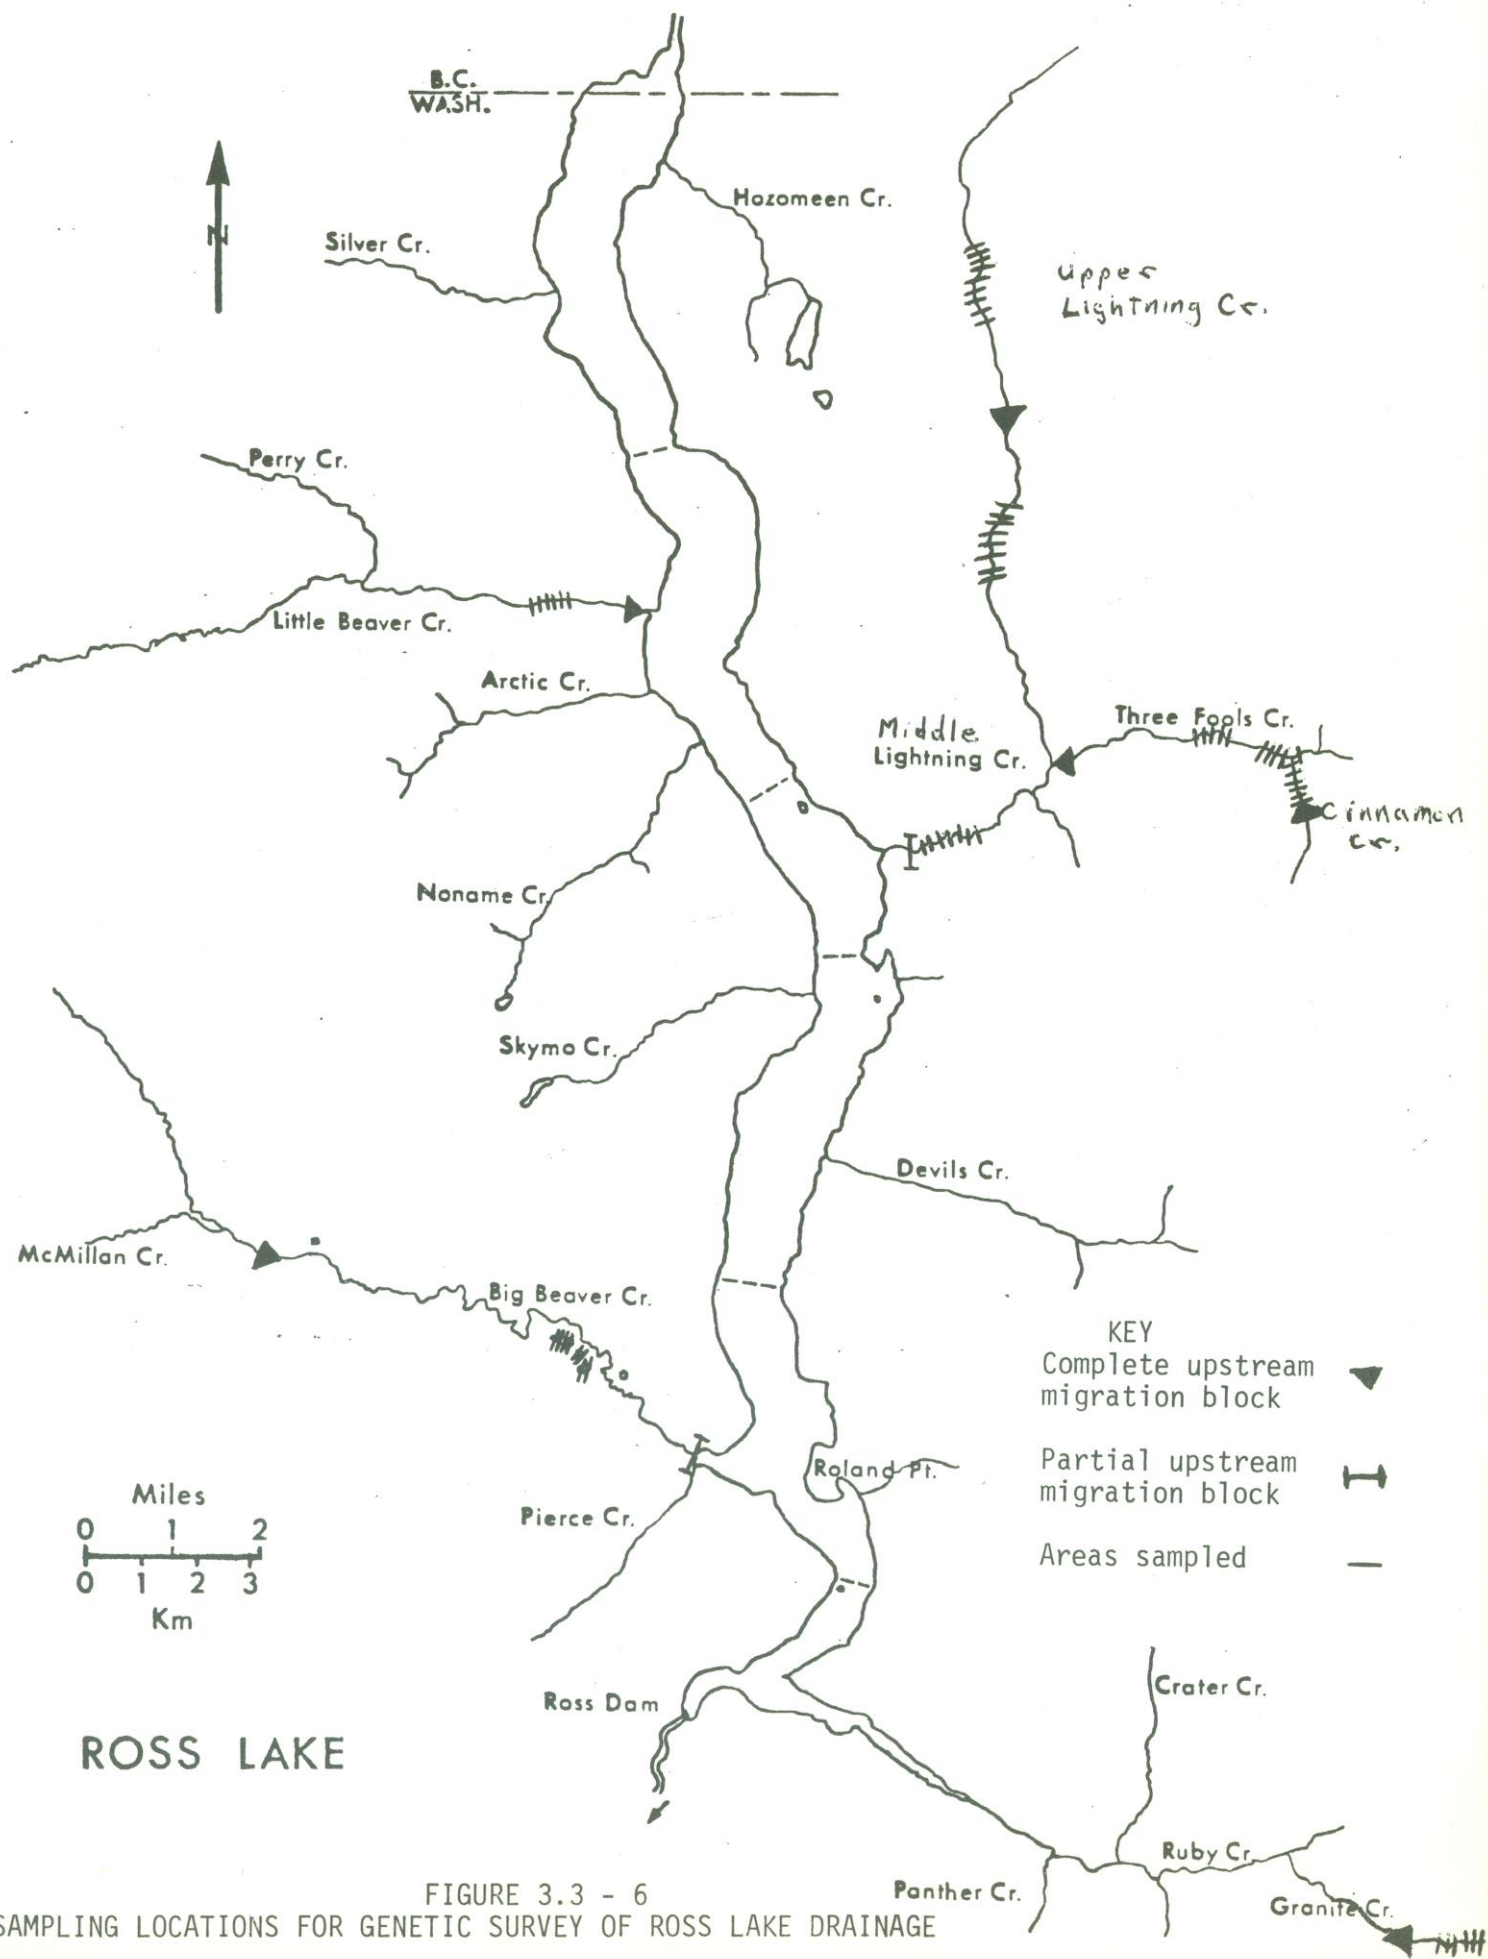 B.C.
WASH.
Hozomeen Cr.
N
Silver Cr.
Upper
Lightning Cr.
Perry Cr.
Little Beaver Cr.
Arctic Cr.
Three Fools Cr.
Middle
Lightning Cr.
Cinnamon
Cr.
Noname Cr.
Skymo Cr.
Devils Cr.
McMillan Cr.
Big Beaver Cr.
KEY
Complete upstream
migration block
Partial upstream
migration block
Areas sampled
Roland Pt.
Pierce Cr.
Miles
0 1 2
0 1 2 3
Km
Ross Dam
Crater Cr.
ROSS LAKE
Ruby Cr.
Panther Cr.
Granite Cr.
FIGURE 3.3 - 6
SAMPLING LOCATIONS FOR GENETIC SURVEY OF ROSS LAKE DRAINAGE